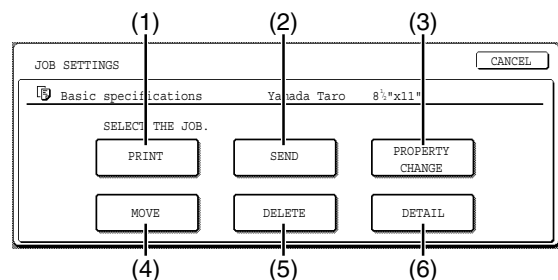 (1) (2) (3)
JOB SETTINGS CANCEL
Basic specifications Yamada Taro 8½"x11"
SELECT THE JOB.
PRINT SEND PROPERTY CHANGE
MOVE DELETE DETAIL
(4) (5) (6)